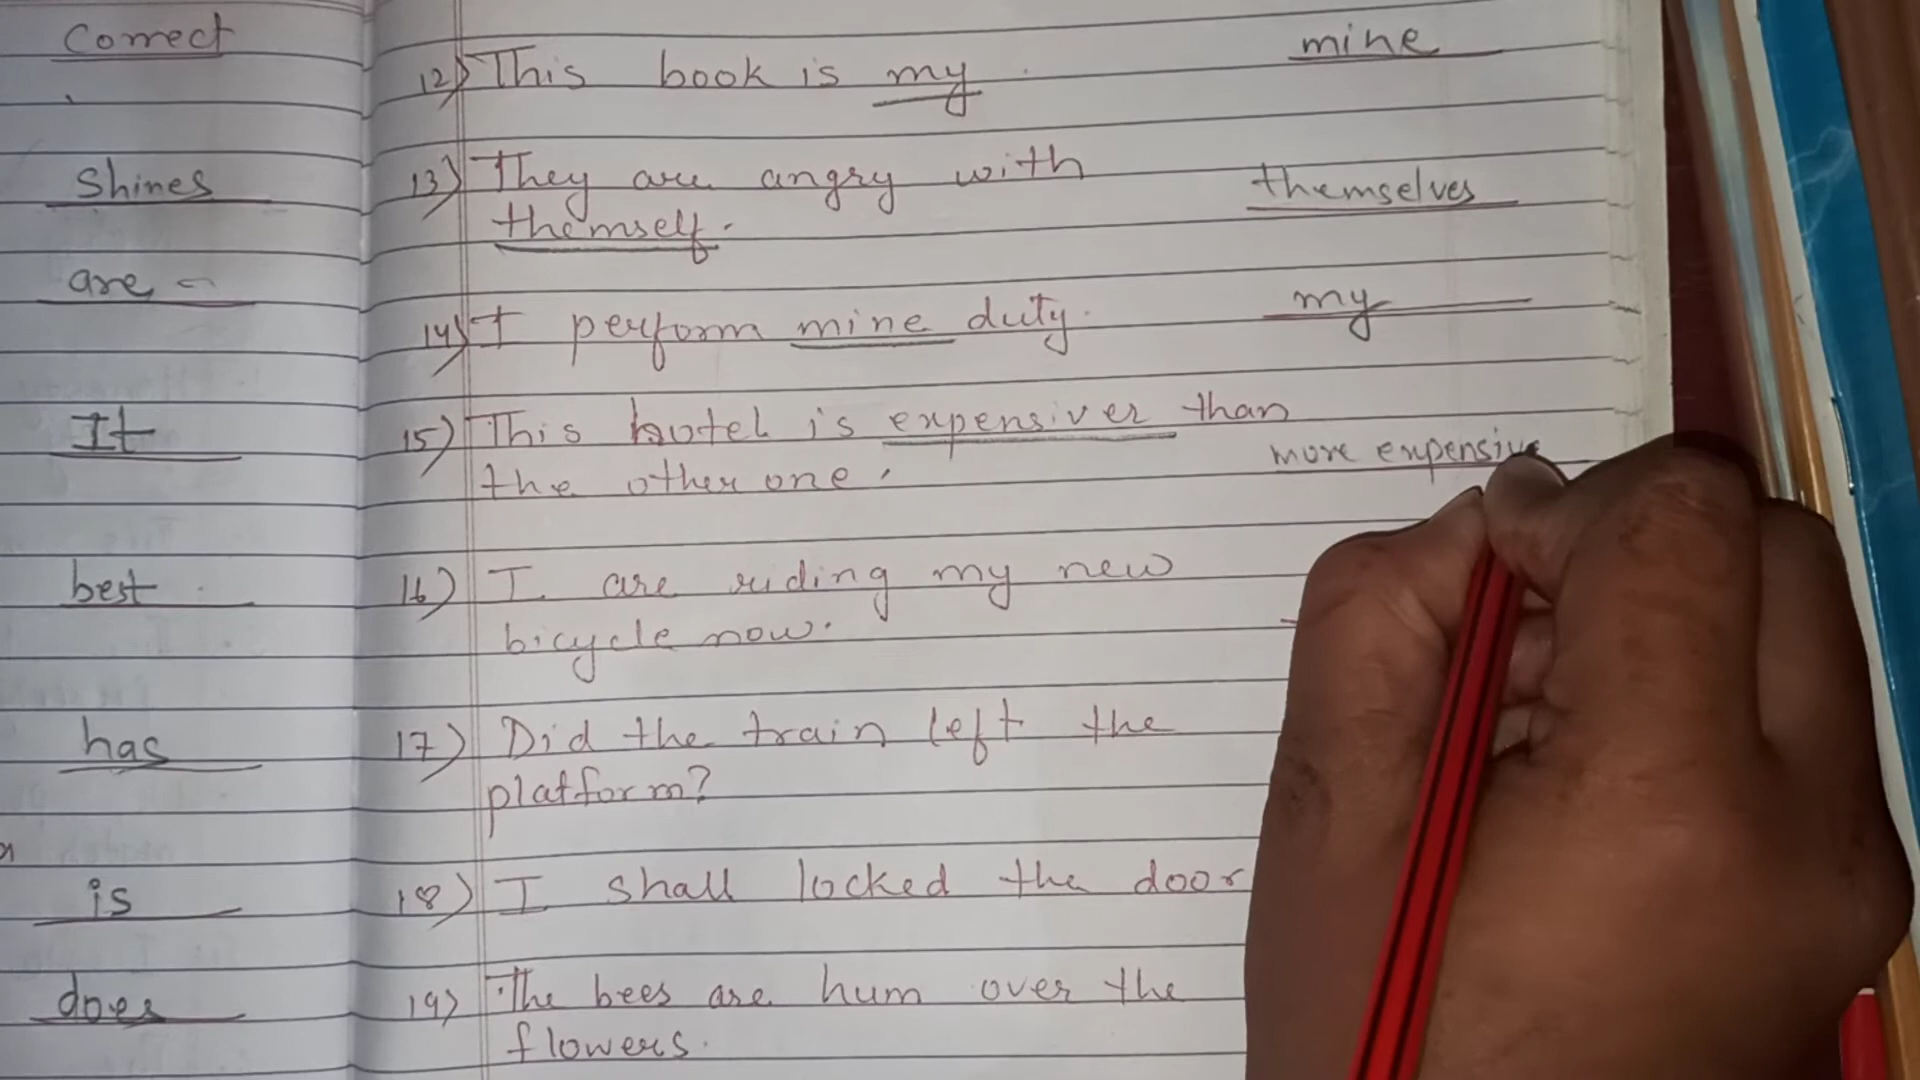 Correct
Shines
are
It
best
has
is
does
12) This book is my . mine
13) They are angry with
themself. themselves
14) I perform mine duty. my
15) This hotel is expensiver than
the other one. more expensive
16) I are riding my new
bicycle now.
17) Did the train left the
platform?
18) I shall locked the door
19) The bees are hum over the
flowers.